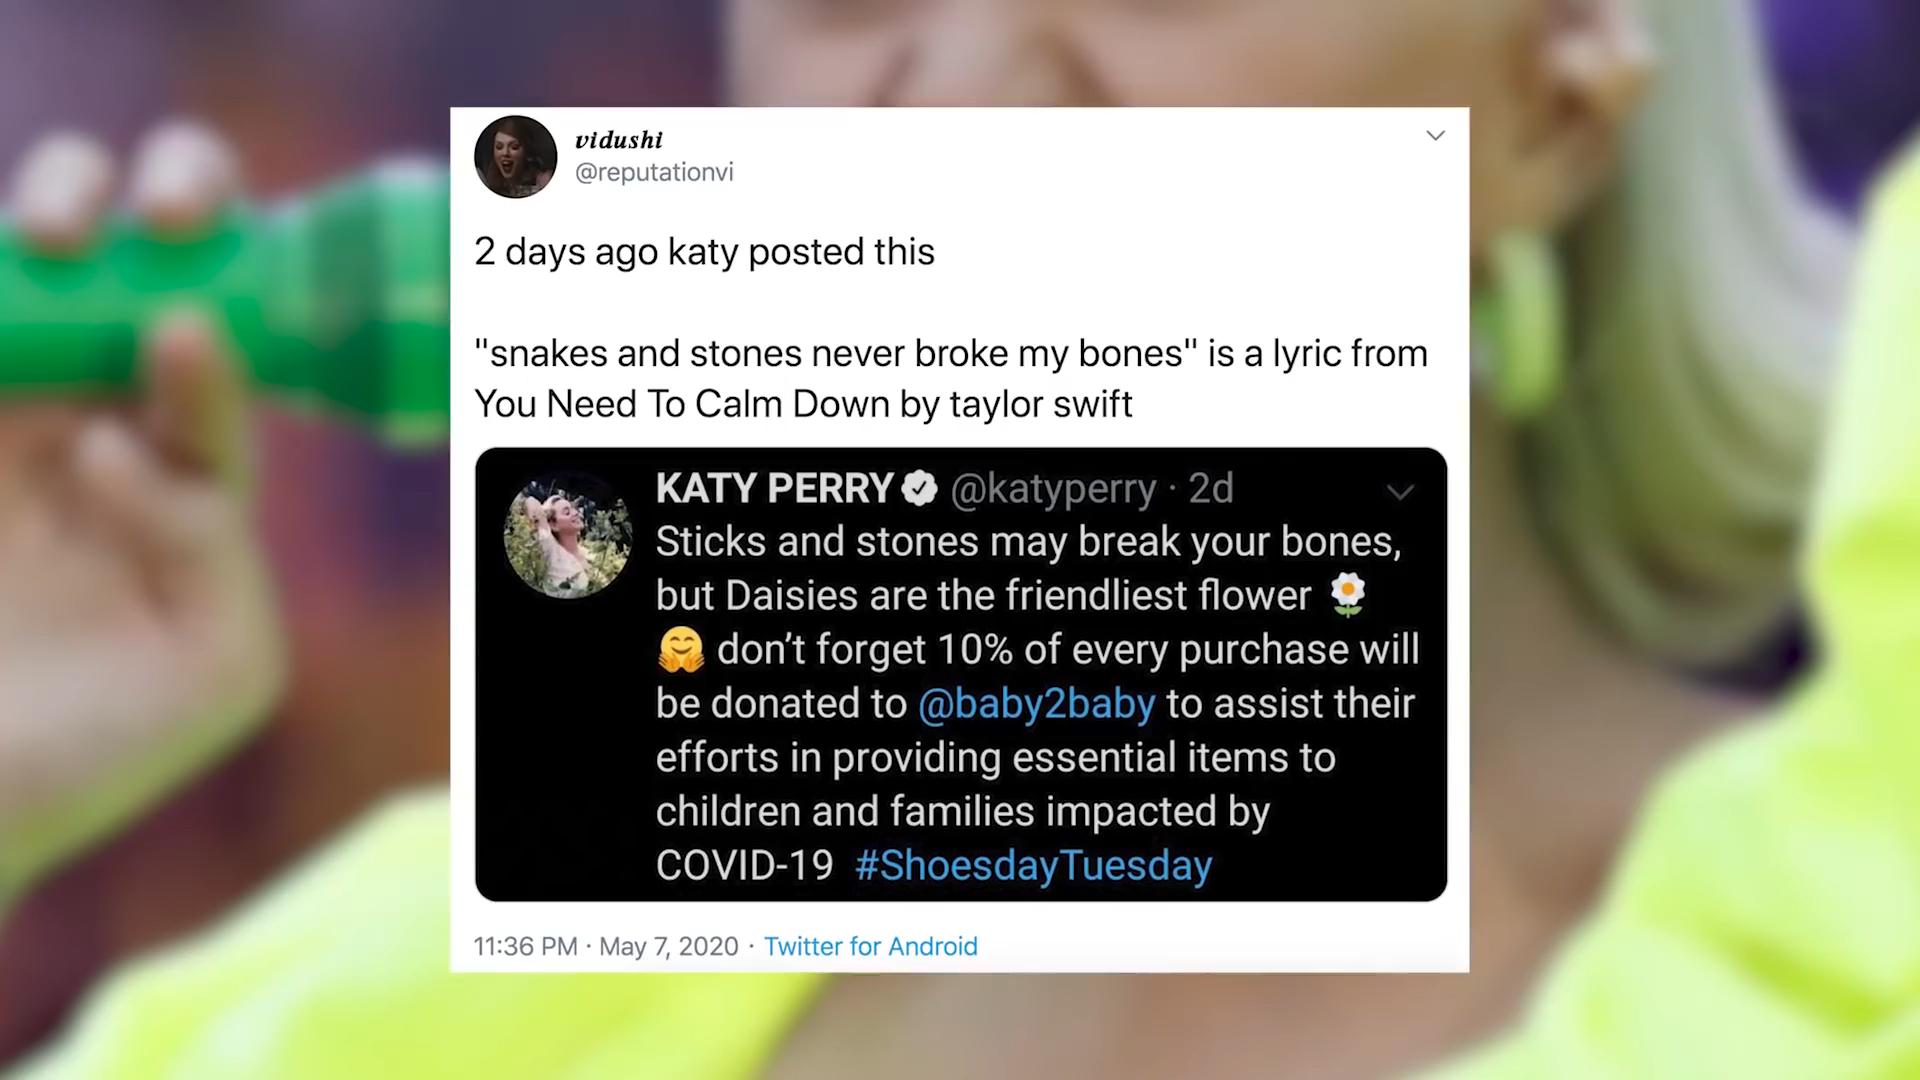 vidushi
@reputationvi
2 days ago katy posted this
"snakes and stones never broke my bones" is a lyric from
You Need To Calm Down by taylor swift
KATY PERRY @katyperry · 2d
Sticks and stones may break your bones,
but Daisies are the friendliest flower 🌼
🤗 don't forget 10% of every purchase will
be donated to @baby2baby to assist their
efforts in providing essential items to
children and families impacted by
COVID-19 #ShoesdayTuesday
11:36 PM · May 7, 2020 · Twitter for Android